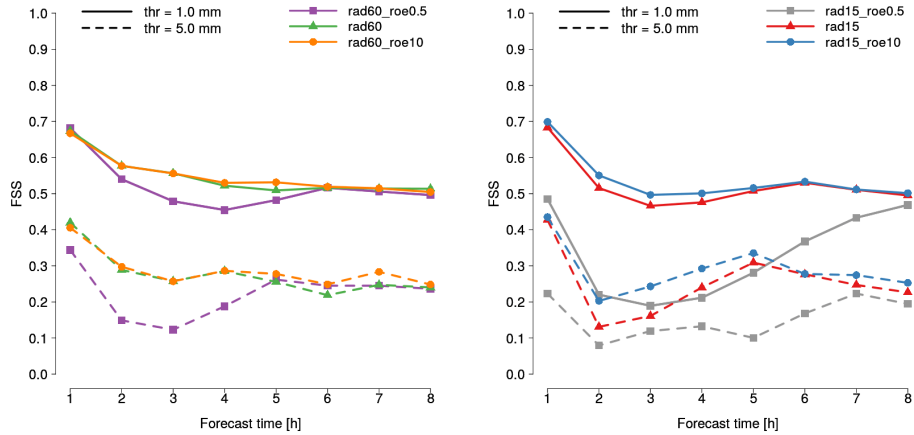 thr = 1.0 mm
thr = 5.0 mm
rad60_roe0.5
rad60
rad60_roe10
1.0
0.9
0.8
0.7
0.6
0.5
0.4
0.3
0.2
0.1
0.0
FSS
1 2 3 4 5 6 7 8
Forecast time [h]
thr = 1.0 mm
thr = 5.0 mm
rad15_roe0.5
rad15
rad15_roe10
1.0
0.9
0.8
0.7
0.6
0.5
0.4
0.3
0.2
0.1
0.0
FSS
1 2 3 4 5 6 7 8
Forecast time [h]